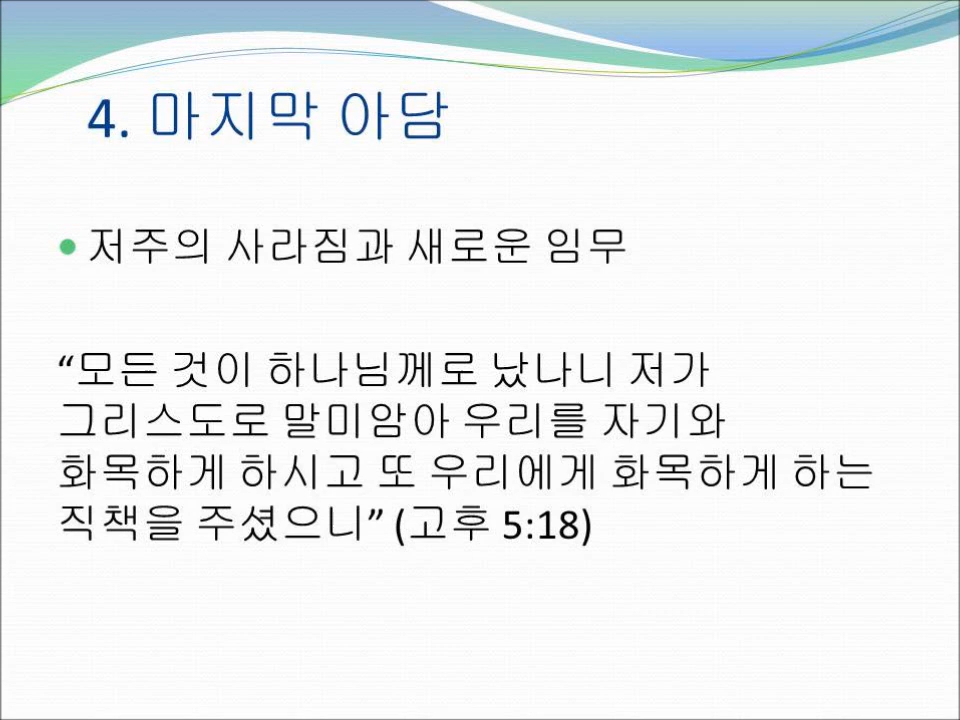 4. 마지막 아담
• 저주의 사라짐과 새로운 임무
“모든 것이 하나님께로 났나니 저가
그리스도로 말미암아 우리를 자기와
화목하게 하시고 또 우리에게 화목하게 하는
직책을 주셨으니” (고후 5:18)